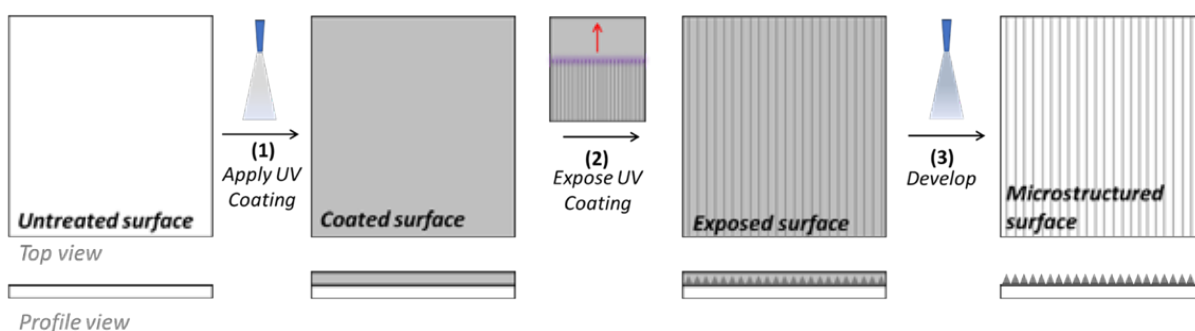 Untreated surface
(1)
Apply UV
Coating
Coated surface
(2)
Expose UV
Coating
Exposed surface
(3)
Develop
Microstructured
surface
Top view
Profile view